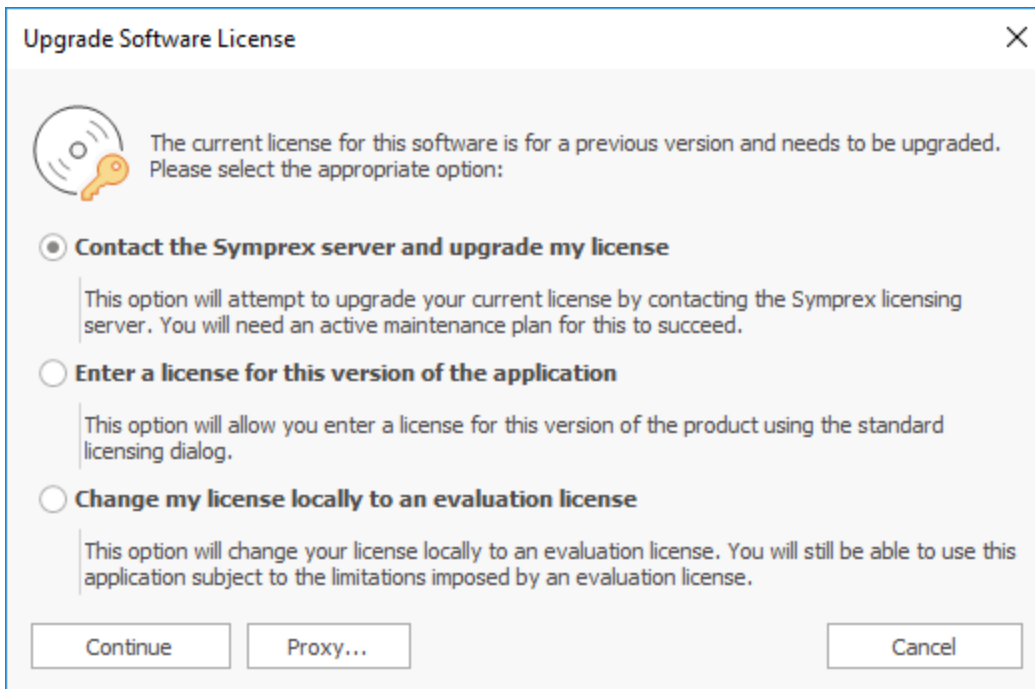 Upgrade Software License
The current license for this software is for a previous version and needs to be upgraded.
Please select the appropriate option:
Contact the Symprex server and upgrade my license
This option will attempt to upgrade your current license by contacting the Symprex licensing
server. You will need an active maintenance plan for this to succeed.
Enter a license for this version of the application
This option will allow you enter a license for this version of the product using the standard
licensing dialog.
Change my license locally to an evaluation license
This option will change your license locally to an evaluation license. You will still be able to use this
application subject to the limitations imposed by an evaluation license.
Continue
Proxy...
Cancel